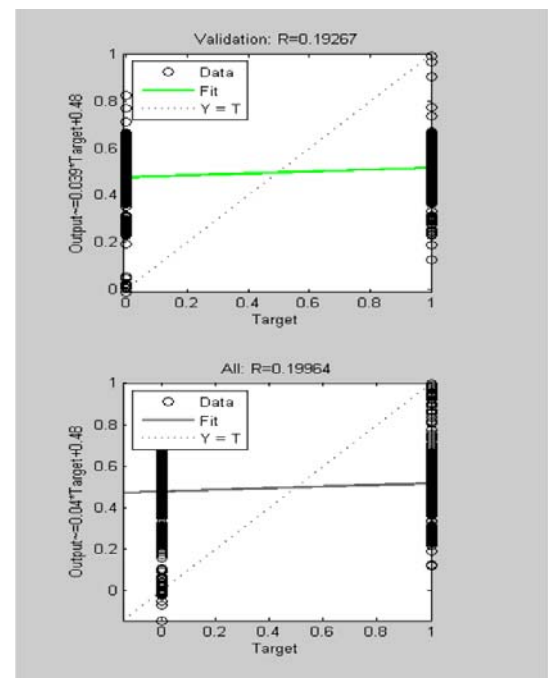 Validation: R=0.19267
Output~=0.039*Target+0.48
1
0.8
0.6
0.4
0.2
0
Data
Fit
Y = T
0 0.2 0.4 0.6 0.8 1
Target
All: R=0.19964
Output~=0.04*Target+0.48
1
0.8
0.6
0.4
0.2
0
Data
Fit
Y = T
0 0.2 0.4 0.6 0.8 1
Target